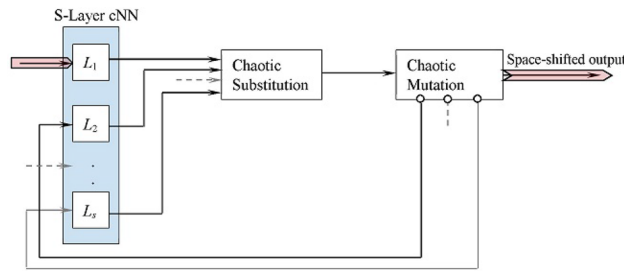 S-Layer cNN
L1
L2
Ls
Chaotic
Substitution
Chaotic
Mutation
Space-shifted output